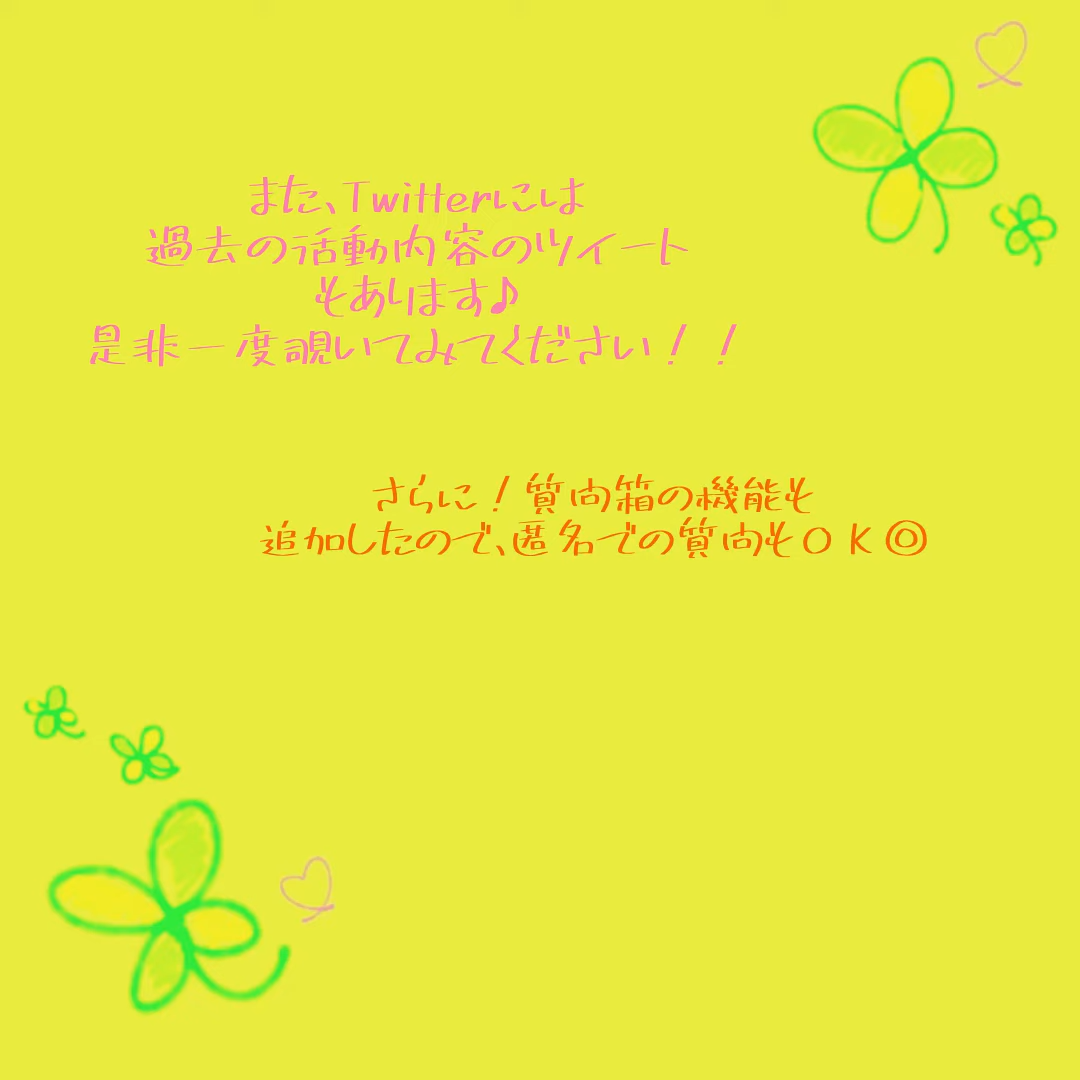 また、Twitterには
過去の活動内容のツイート
もあります♪
是非一度覗いてみてください！！
さらに！質問箱の機能も
追加したので、匿名での質問もＯＫ◎